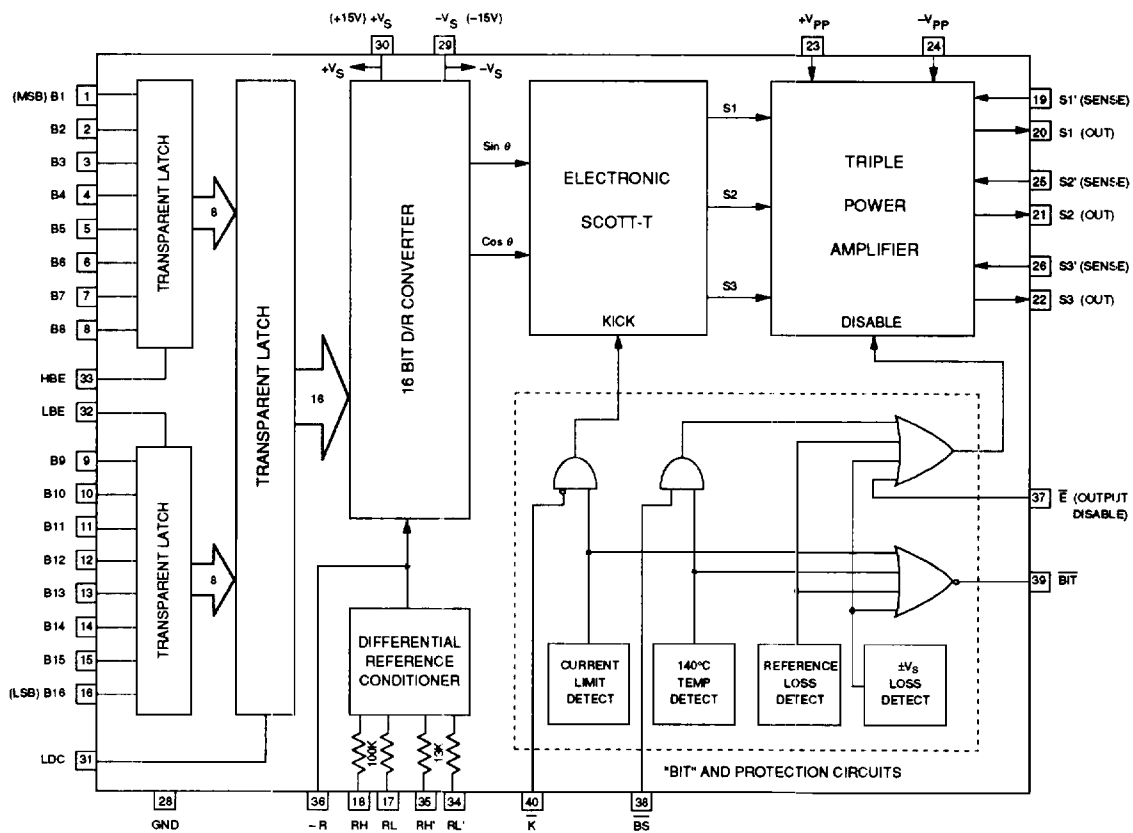 (+15V) +VS
–VS (–15V)
+VPP
–VPP
30
29
23
24
+VS
–VS
(MSB) B1 1
B2 2
B3 3
B4 4
B5 5
B6 6
B7 7
B8 8
HBE 33
LBE 32
B9 9
B10 10
B11 11
B12 12
B13 13
B14 14
B15 15
(LSB) B16 16
LDC 31
TRANSPARENT LATCH
8
TRANSPARENT LATCH
8
TRANSPARENT LATCH
16
16 BIT D/R CONVERTER
Sin θ
Cos θ
ELECTRONIC
SCOTT-T
KICK
S1
S2
S3
TRIPLE
POWER
AMPLIFIER
DISABLE
19 S1' (SENSE)
20 S1 (OUT)
25 S2' (SENSE)
21 S2 (OUT)
26 S3' (SENSE)
22 S3 (OUT)
37 E̅ (OUTPUT
DISABLE)
39 B̅I̅T̅
DIFFERENTIAL
REFERENCE
CONDITIONER
100K
13K
CURRENT
LIMIT
DETECT
140°C
TEMP
DETECT
REFERENCE
LOSS
DETECT
±VS
LOSS
DETECT
"BIT" AND PROTECTION CIRCUITS
28
GND
36
–R
18
RH
17
RL
35
RH'
34
RL'
40
K̅
38
B̅S̅